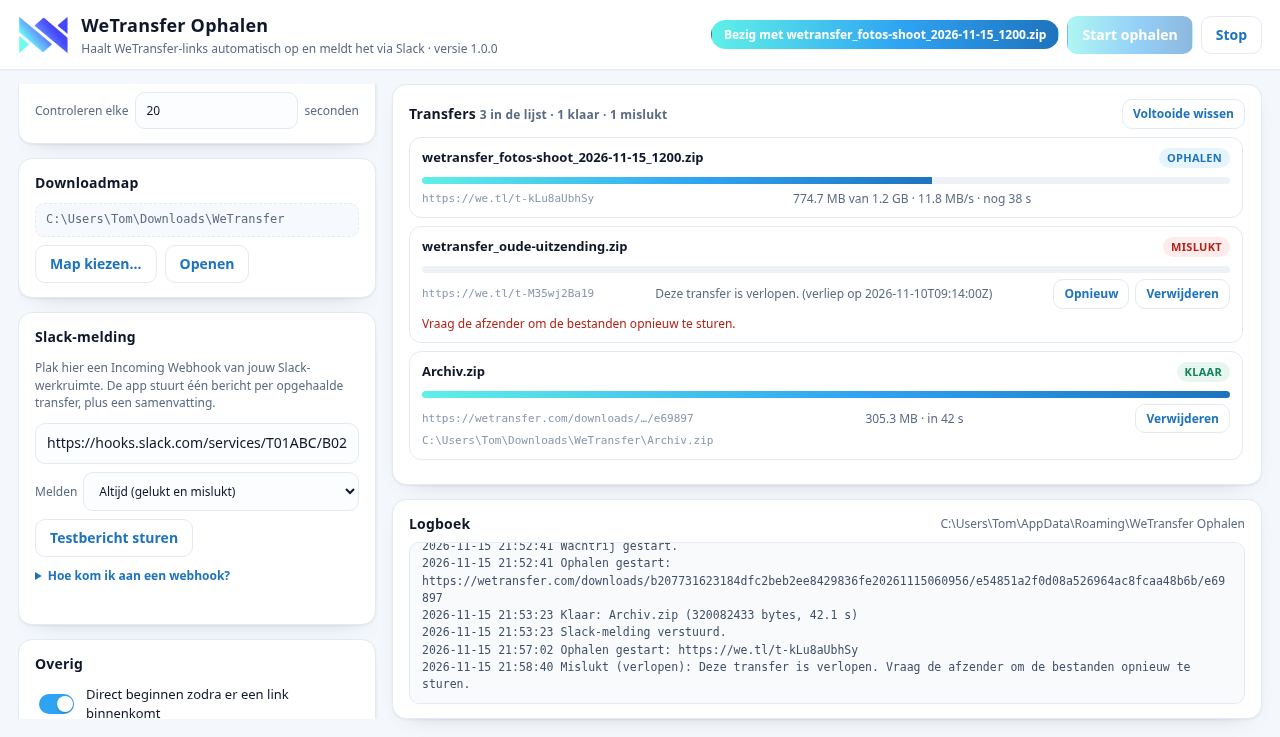 WeTransfer Ophalen
Haalt WeTransfer-links automatisch op en meldt het via Slack · versie 1.0.0
Bezig met wetransfer_fotos-shoot_2026-11-15_1200.zip
Start ophalen
Stop
Controleren elke 20 seconden
Downloadmap
C:\Users\Tom\Downloads\WeTransfer
Map kiezen…
Openen
Slack-melding
Plak hier een Incoming Webhook van jouw Slack-
werkruimte. De app stuurt één bericht per opgehaalde
transfer, plus een samenvatting.
https://hooks.slack.com/services/T01ABC/B02
Melden Altijd (gelukt en mislukt)
Testbericht sturen
Hoe kom ik aan een webhook?
Overig
Direct beginnen zodra er een link
binnenkomt
Transfers 3 in de lijst · 1 klaar · 1 mislukt
Voltooide wissen
wetransfer_fotos-shoot_2026-11-15_1200.zip
OPHALEN
https://we.tl/t-kLu8aUbhSy
774.7 MB van 1.2 GB · 11.8 MB/s · nog 38 s
wetransfer_oude-uitzending.zip
MISLUKT
https://we.tl/t-M35wj2Ba19
Deze transfer is verlopen. (verliep op 2026-11-10T09:14:00Z)
Opnieuw
Verwijderen
Vraag de afzender om de bestanden opnieuw te sturen.
Archiv.zip
KLAAR
https://wetransfer.com/downloads/…/e69897
305.3 MB · in 42 s
Verwijderen
C:\Users\Tom\Downloads\WeTransfer\Archiv.zip
Logboek
C:\Users\Tom\AppData\Roaming\WeTransfer Ophalen
2026-11-15 21:52:41 Wachtrij gestart.
2026-11-15 21:52:41 Ophalen gestart:
https://wetransfer.com/downloads/b207731623184dfc2beb2ee8429836fe20261115060956/e54851a2f0d08a526964ac8fcaa48b6b/e69
897
2026-11-15 21:53:23 Klaar: Archiv.zip (320082433 bytes, 42.1 s)
2026-11-15 21:53:23 Slack-melding verstuurd.
2026-11-15 21:57:02 Ophalen gestart: https://we.tl/t-kLu8aUbhSy
2026-11-15 21:58:40 Mislukt (verlopen): Deze transfer is verlopen. Vraag de afzender om de bestanden opnieuw te
sturen.